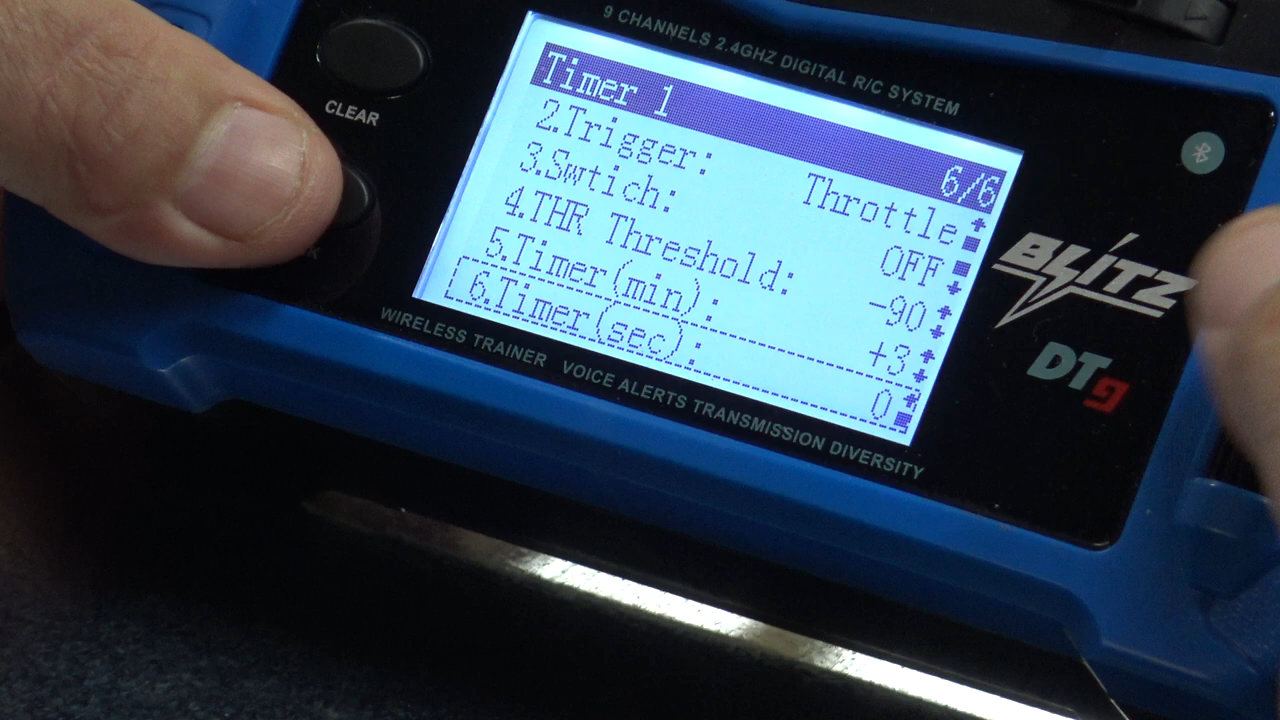 9 CHANNELS 2.4GHZ DIGITAL R/C SYSTEM
CLEAR
Timer 1 6/6
2.Trigger: Throttle
3.Swtich: OFF
4.THR Threshold: -90
5.Timer(min): +3
6.Timer(sec): 0
BLITZ
DT9
WIRELESS TRAINER VOICE ALERTS TRANSMISSION DIVERSITY